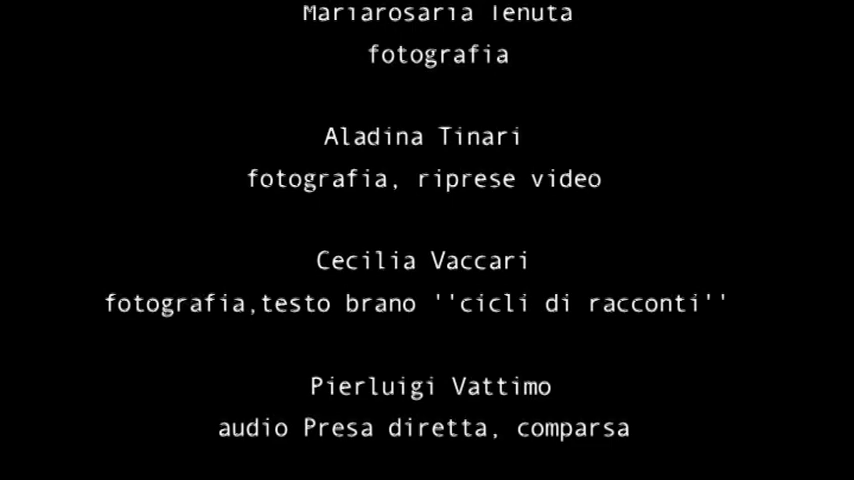 Mariarosaria Tenuta
fotografia
Aladina Tinari
fotografia, riprese video
Cecilia Vaccari
fotografia,testo brano ''cicli di racconti''
Pierluigi Vattimo
audio Presa diretta, comparsa